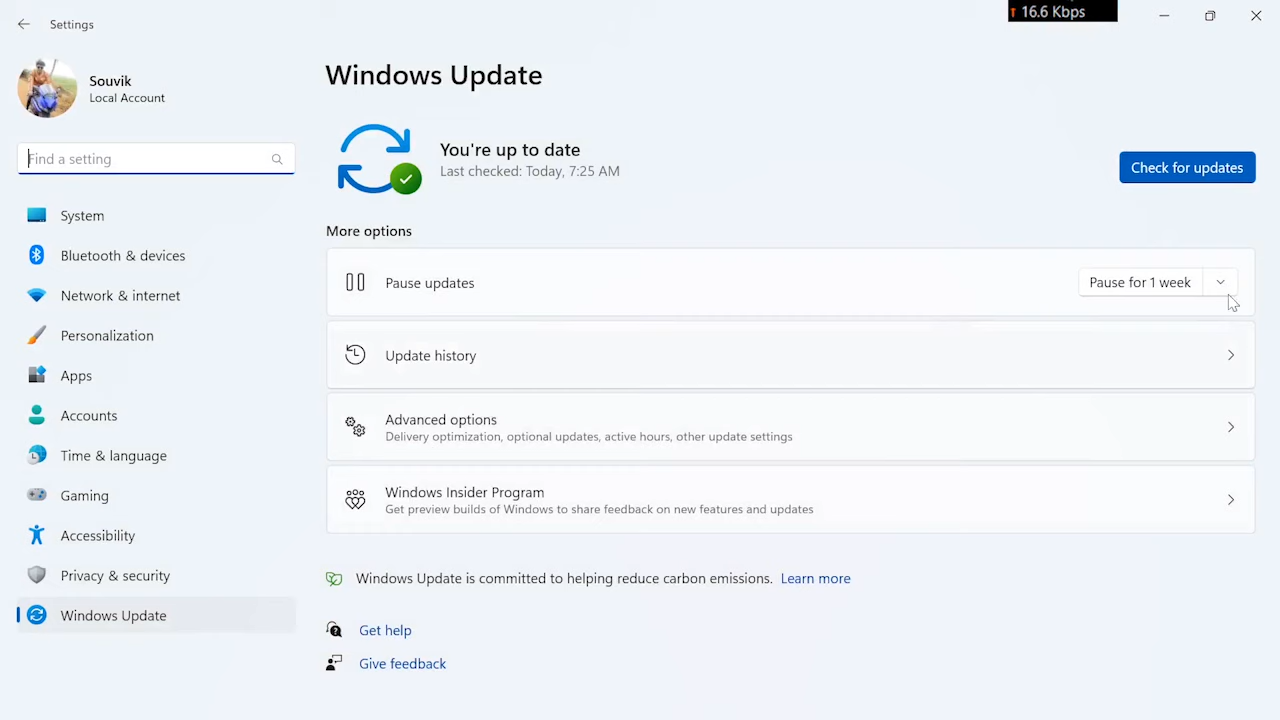 Settings
16.6 Kbps
Souvik
Local Account
Find a setting
System
Bluetooth & devices
Network & internet
Personalization
Apps
Accounts
Time & language
Gaming
Accessibility
Privacy & security
Windows Update
Windows Update
You're up to date
Last checked: Today, 7:25 AM
Check for updates
More options
Pause updates
Pause for 1 week
Update history
Advanced options
Delivery optimization, optional updates, active hours, other update settings
Windows Insider Program
Get preview builds of Windows to share feedback on new features and updates
Windows Update is committed to helping reduce carbon emissions. Learn more
Get help
Give feedback